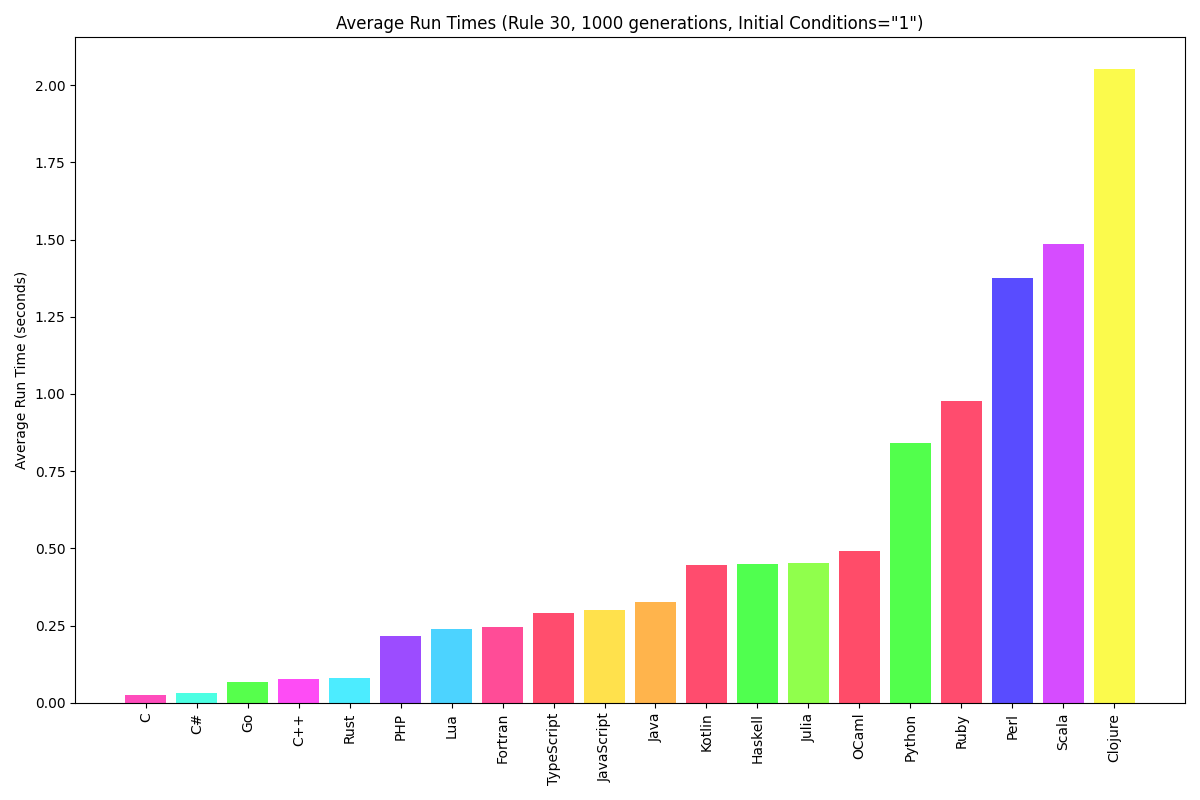 Average Run Times (Rule 30, 1000 generations, Initial Conditions="1")
Average Run Time (seconds)
2.00
1.75
1.50
1.25
1.00
0.75
0.50
0.25
0.00
C
C#
Go
C++
Rust
PHP
Lua
Fortran
TypeScript
JavaScript
Java
Kotlin
Haskell
Julia
OCaml
Python
Ruby
Perl
Scala
Clojure